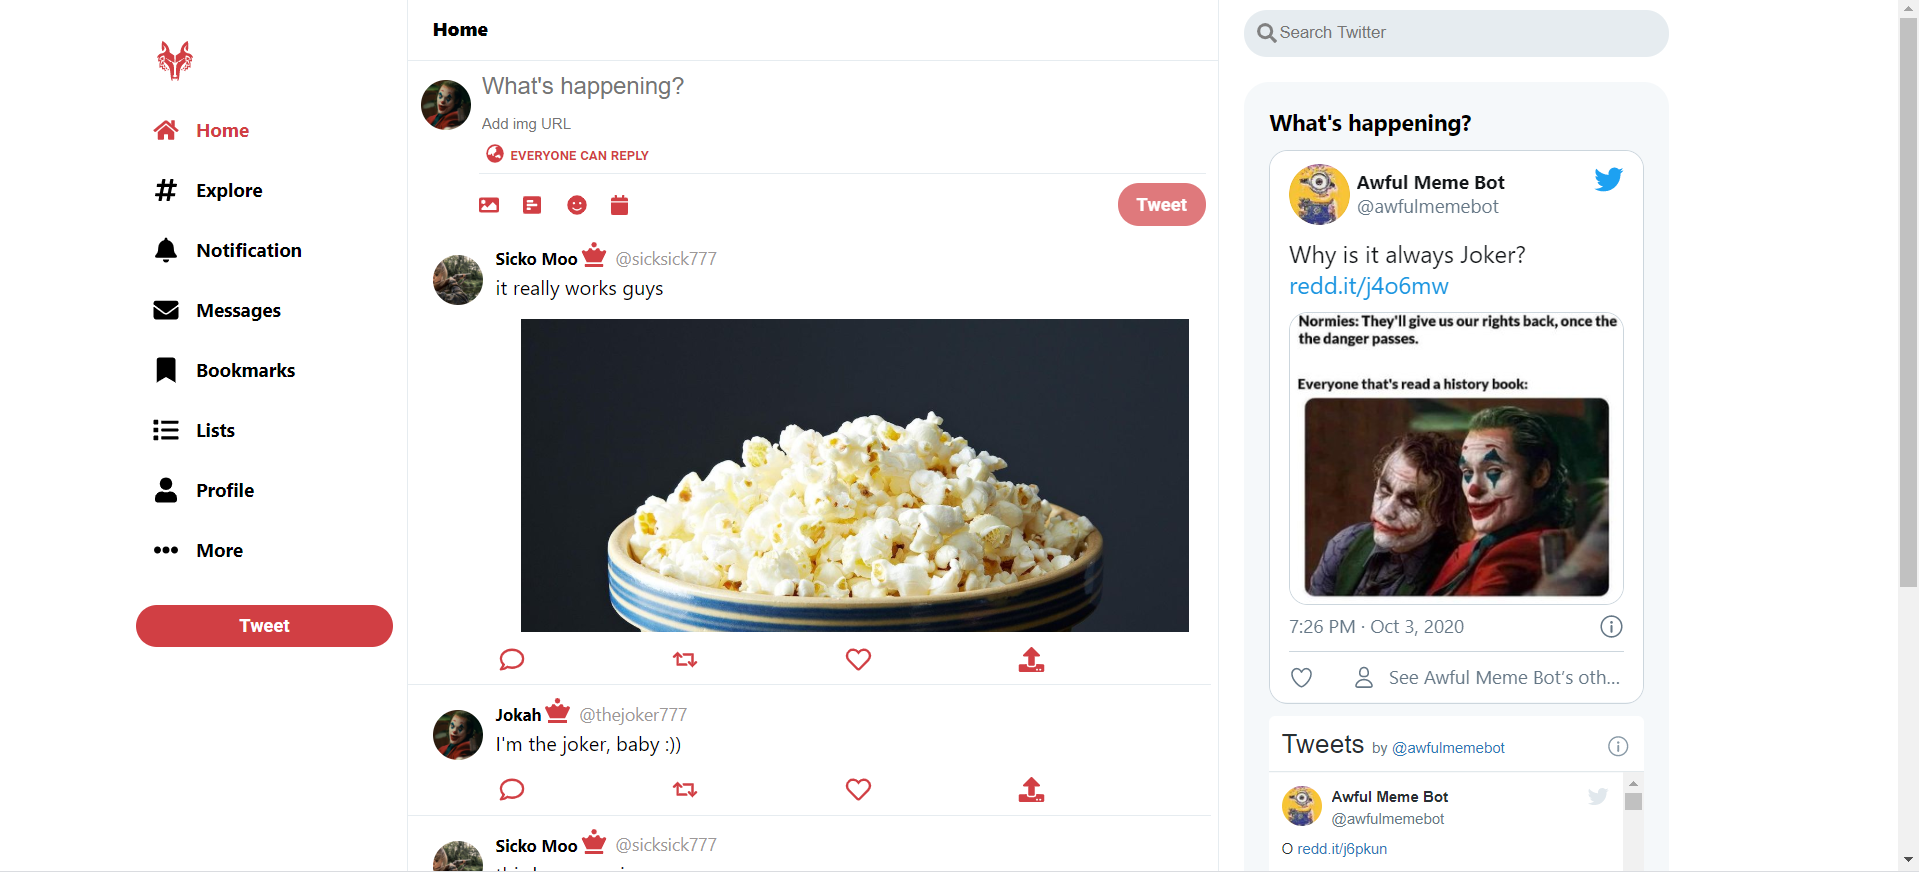 Home
Explore
Notification
Messages
Bookmarks
Lists
Profile
More
Tweet
Home
What's happening?
Add img URL
EVERYONE CAN REPLY
Tweet
Sicko Moo @sicksick777
it really works guys
Jokah @thejoker777
I'm the joker, baby :))
Sicko Moo @sicksick777
Search Twitter
What's happening?
Awful Meme Bot
@awfulmemebot
Why is it always Joker?
redd.it/j4o6mw
Normies: They'll give us our rights back, once the
the danger passes.
Everyone that's read a history book:
7:26 PM · Oct 3, 2020
See Awful Meme Bot's oth...
Tweets by @awfulmemebot
Awful Meme Bot
@awfulmemebot
O redd.it/j6pkun